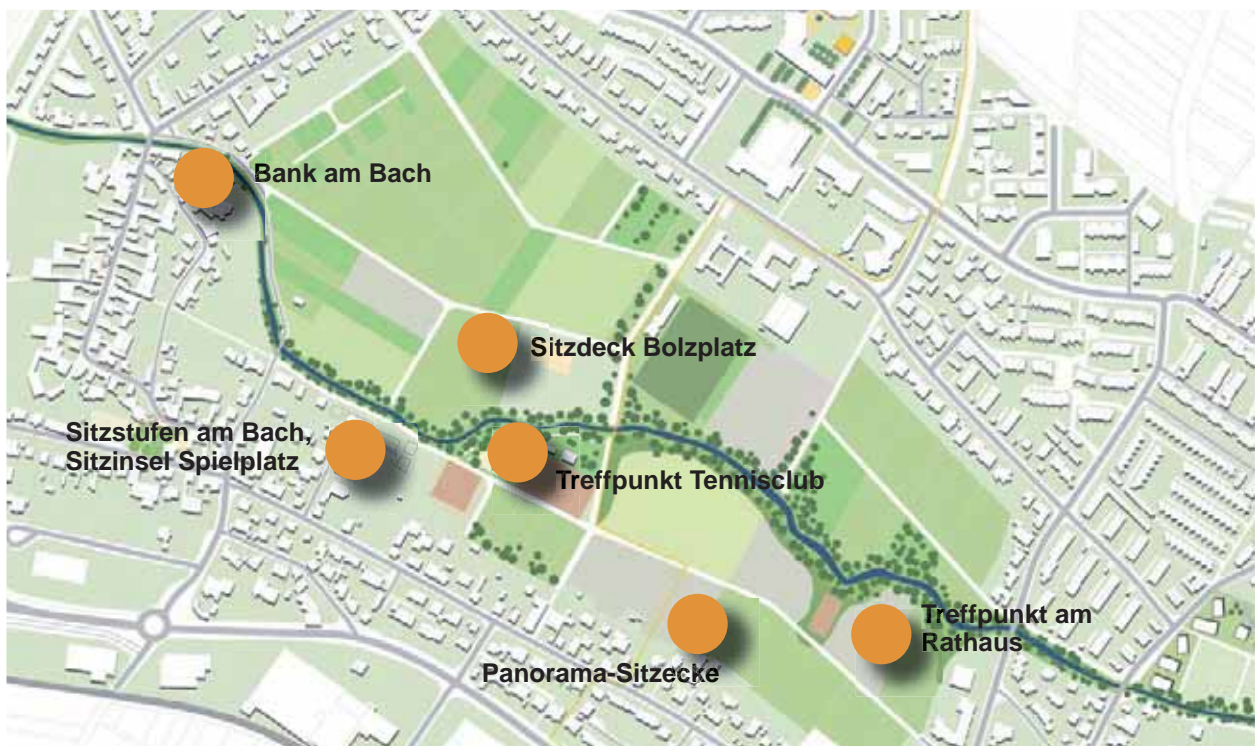 Bank am Bach
Sitzdeck Bolzplatz
Sitzstufen am Bach,
Sitzinsel Spielplatz
Treffpunkt Tennisclub
Treffpunkt am
Rathaus
Panorama-Sitzecke